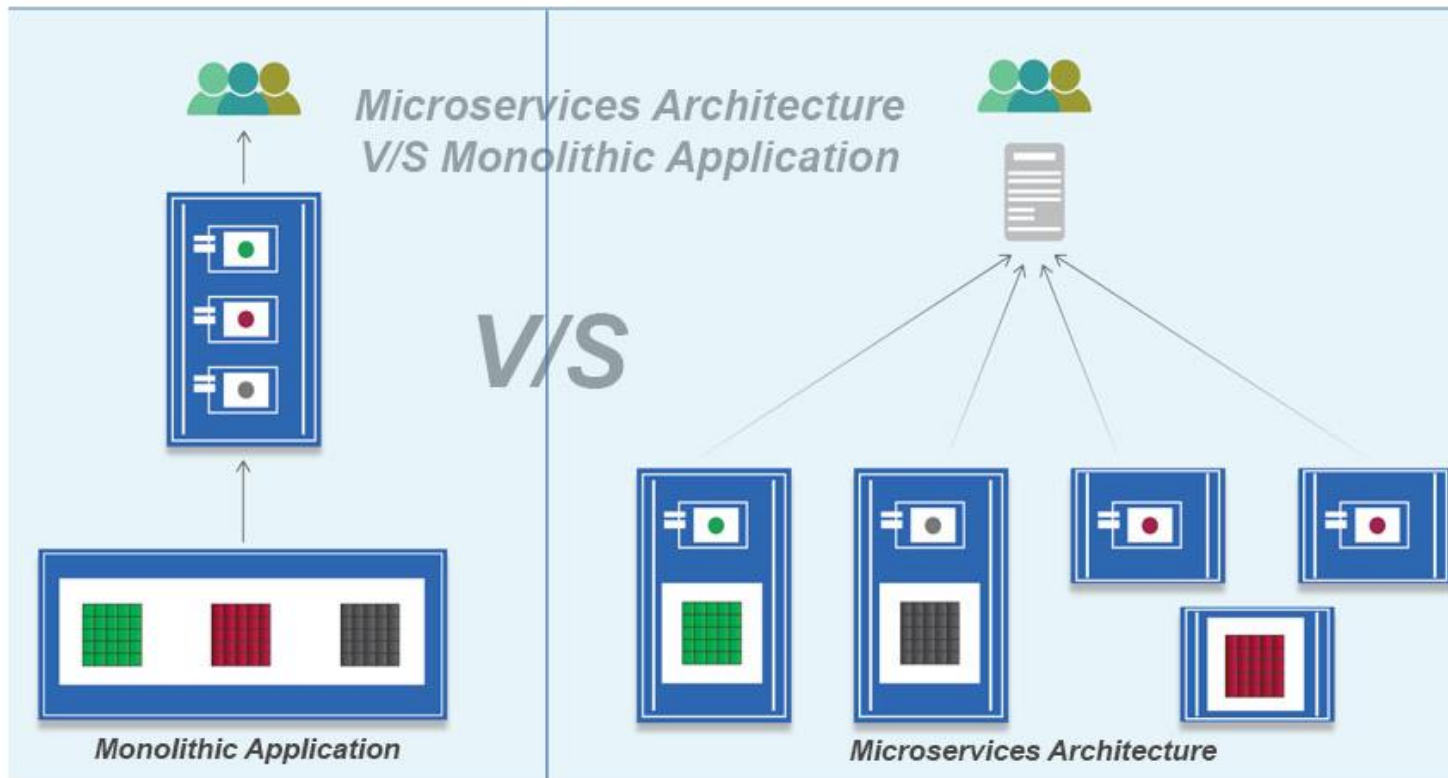 Microservices Architecture
V/S Monolithic Application
V/S
Monolithic Application
Microservices Architecture